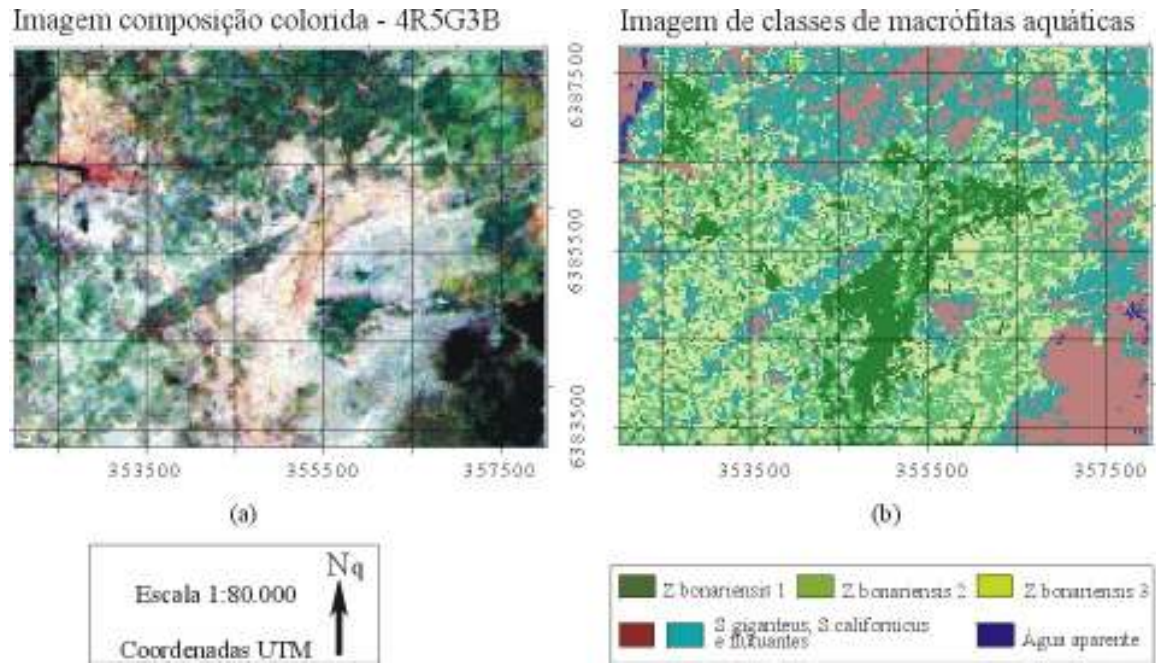 Imagem composição colorida - 4R5G3B
Imagem de classes de macrófitas aquáticas
6387500
6385500
6383500
353500 355500 357500
353500 355500 357500
(a)
(b)
Nq
Escala 1:80.000
Coordenadas UTM
Z bonariensis 1
Z bonariensis 2
Z bonariensis 3
S giganteus, S californicus
e flutuantes
Água aparente